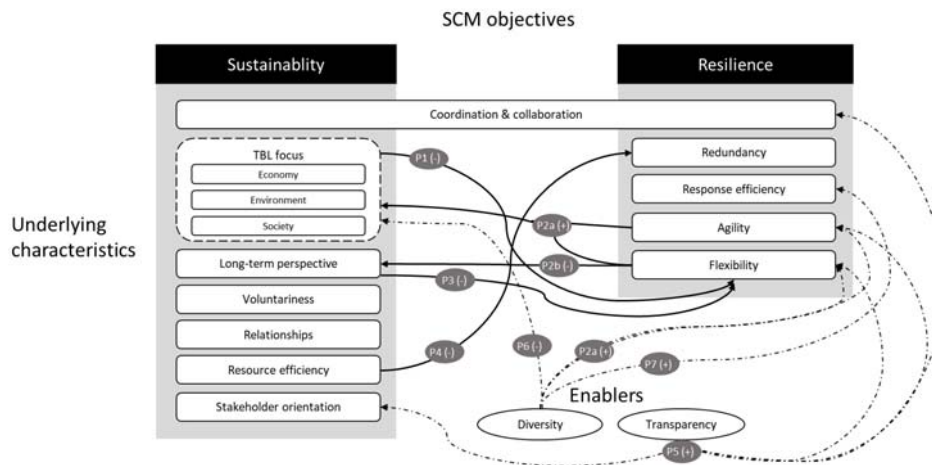 SCM objectives
Sustainablity
Resilience
Coordination & collaboration
TBL focus
P1 (-)
Redundancy
Economy
Response efficiency
Environment
Society
P2a (+)
Agility
Underlying
characteristics
Long-term perspective
P2b (-)
Flexibility
P3 (-)
Voluntariness
Relationships
P4 (-)
P6 (-)
P2a (+)
P7 (+)
Resource efficiency
Enablers
Stakeholder orientation
Diversity
Transparency
P5 (+)